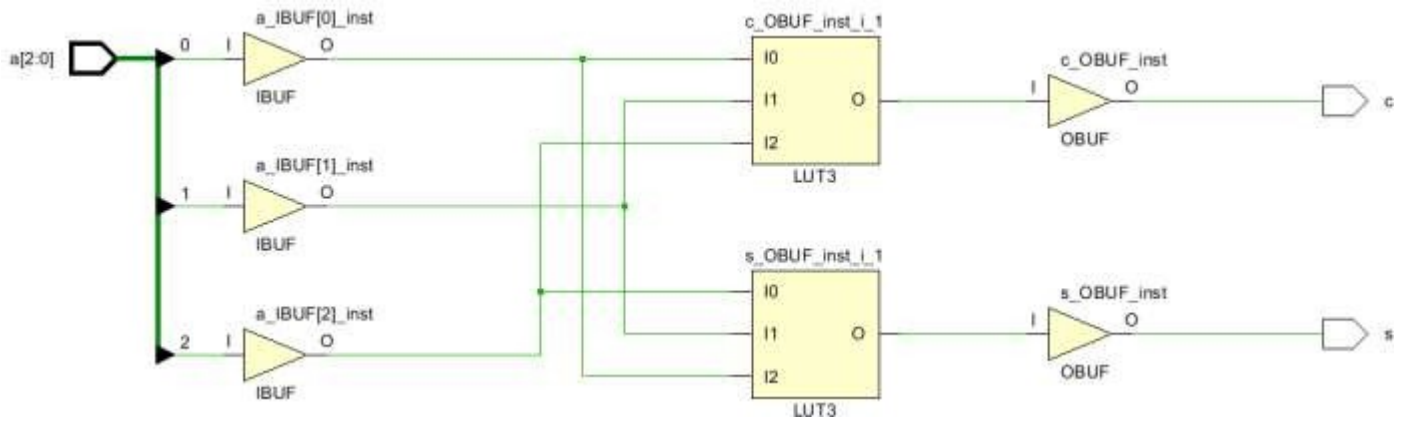 a[2:0]
0
a_IBUF[0]_inst
I
O
IBUF
1
a_IBUF[1]_inst
I
O
IBUF
2
a_IBUF[2]_inst
I
O
IBUF
c_OBUF_inst_i_1
I0
I1
I2
O
LUT3
s_OBUF_inst_i_1
I0
I1
I2
O
LUT3
c_OBUF_inst
I
O
OBUF
c
s_OBUF_inst
I
O
OBUF
s